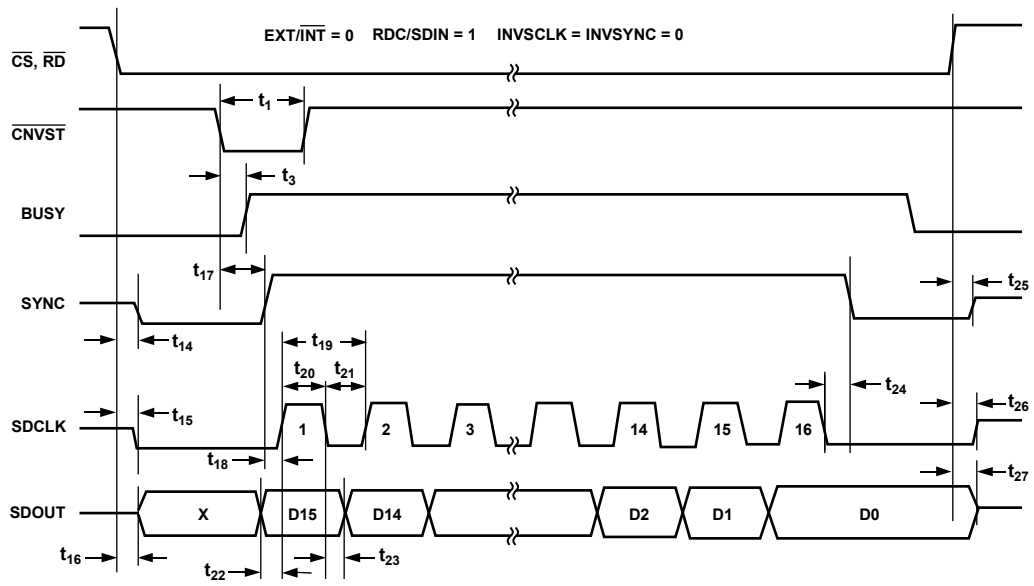 EXT/INT = 0 RDC/SDIN = 1 INVSCLK = INVSYNC = 0
CS, RD
t1
CNVST
t3
BUSY
t17
SYNC
t25
t14
t19
t20 t21
t24
t15
t26
SDCLK
1 2 3 14 15 16
t18
t27
SDOUT
X D15 D14 D2 D1 D0
t16
t22
t23